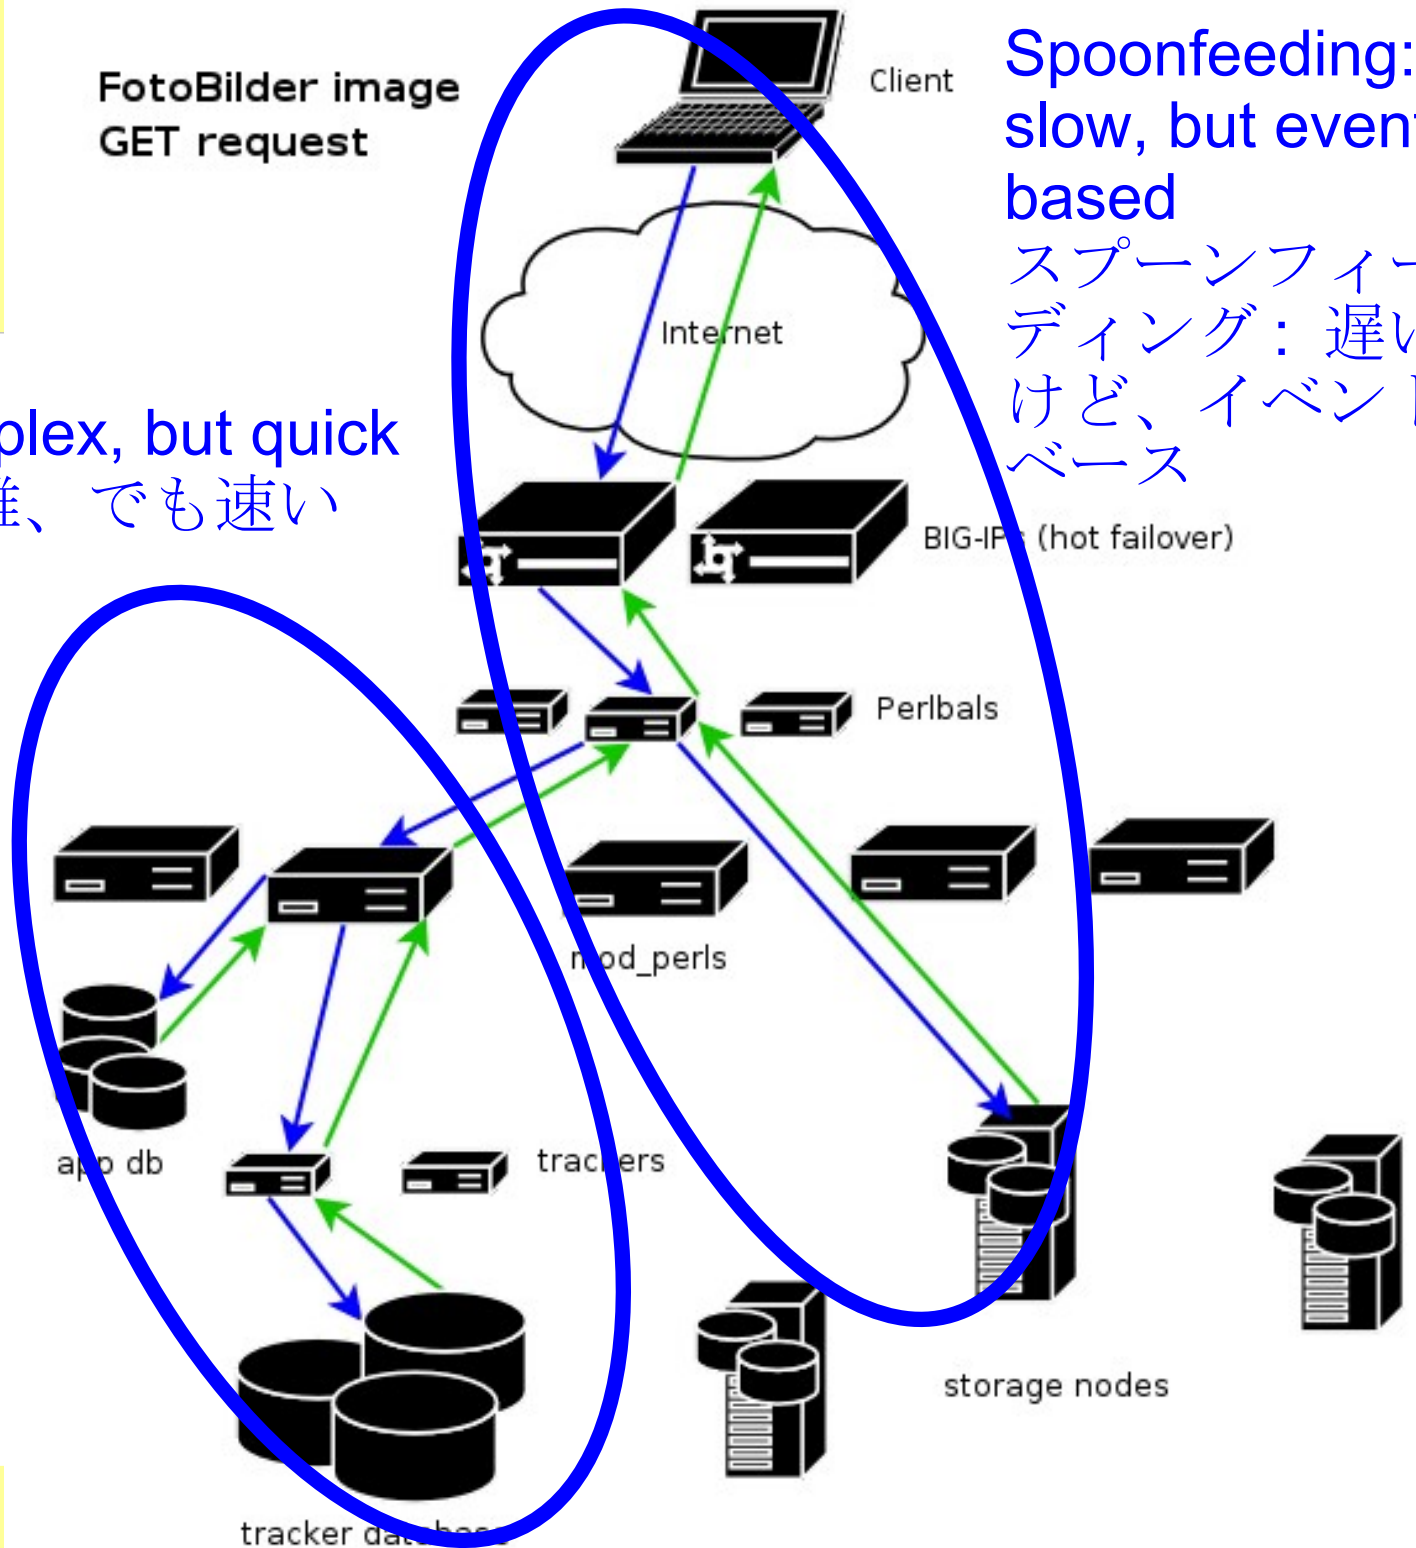 FotoBilder image
GET request
Client
Spoonfeeding:
slow, but event
based
スプーンフィー
ディング: 遅い
けど、イベント
ベース
Internet
plex, but quick
雑、でも速い
BIG-IPs (hot failover)
Perlbals
mod_perls
app db
trackers
storage nodes
tracker database